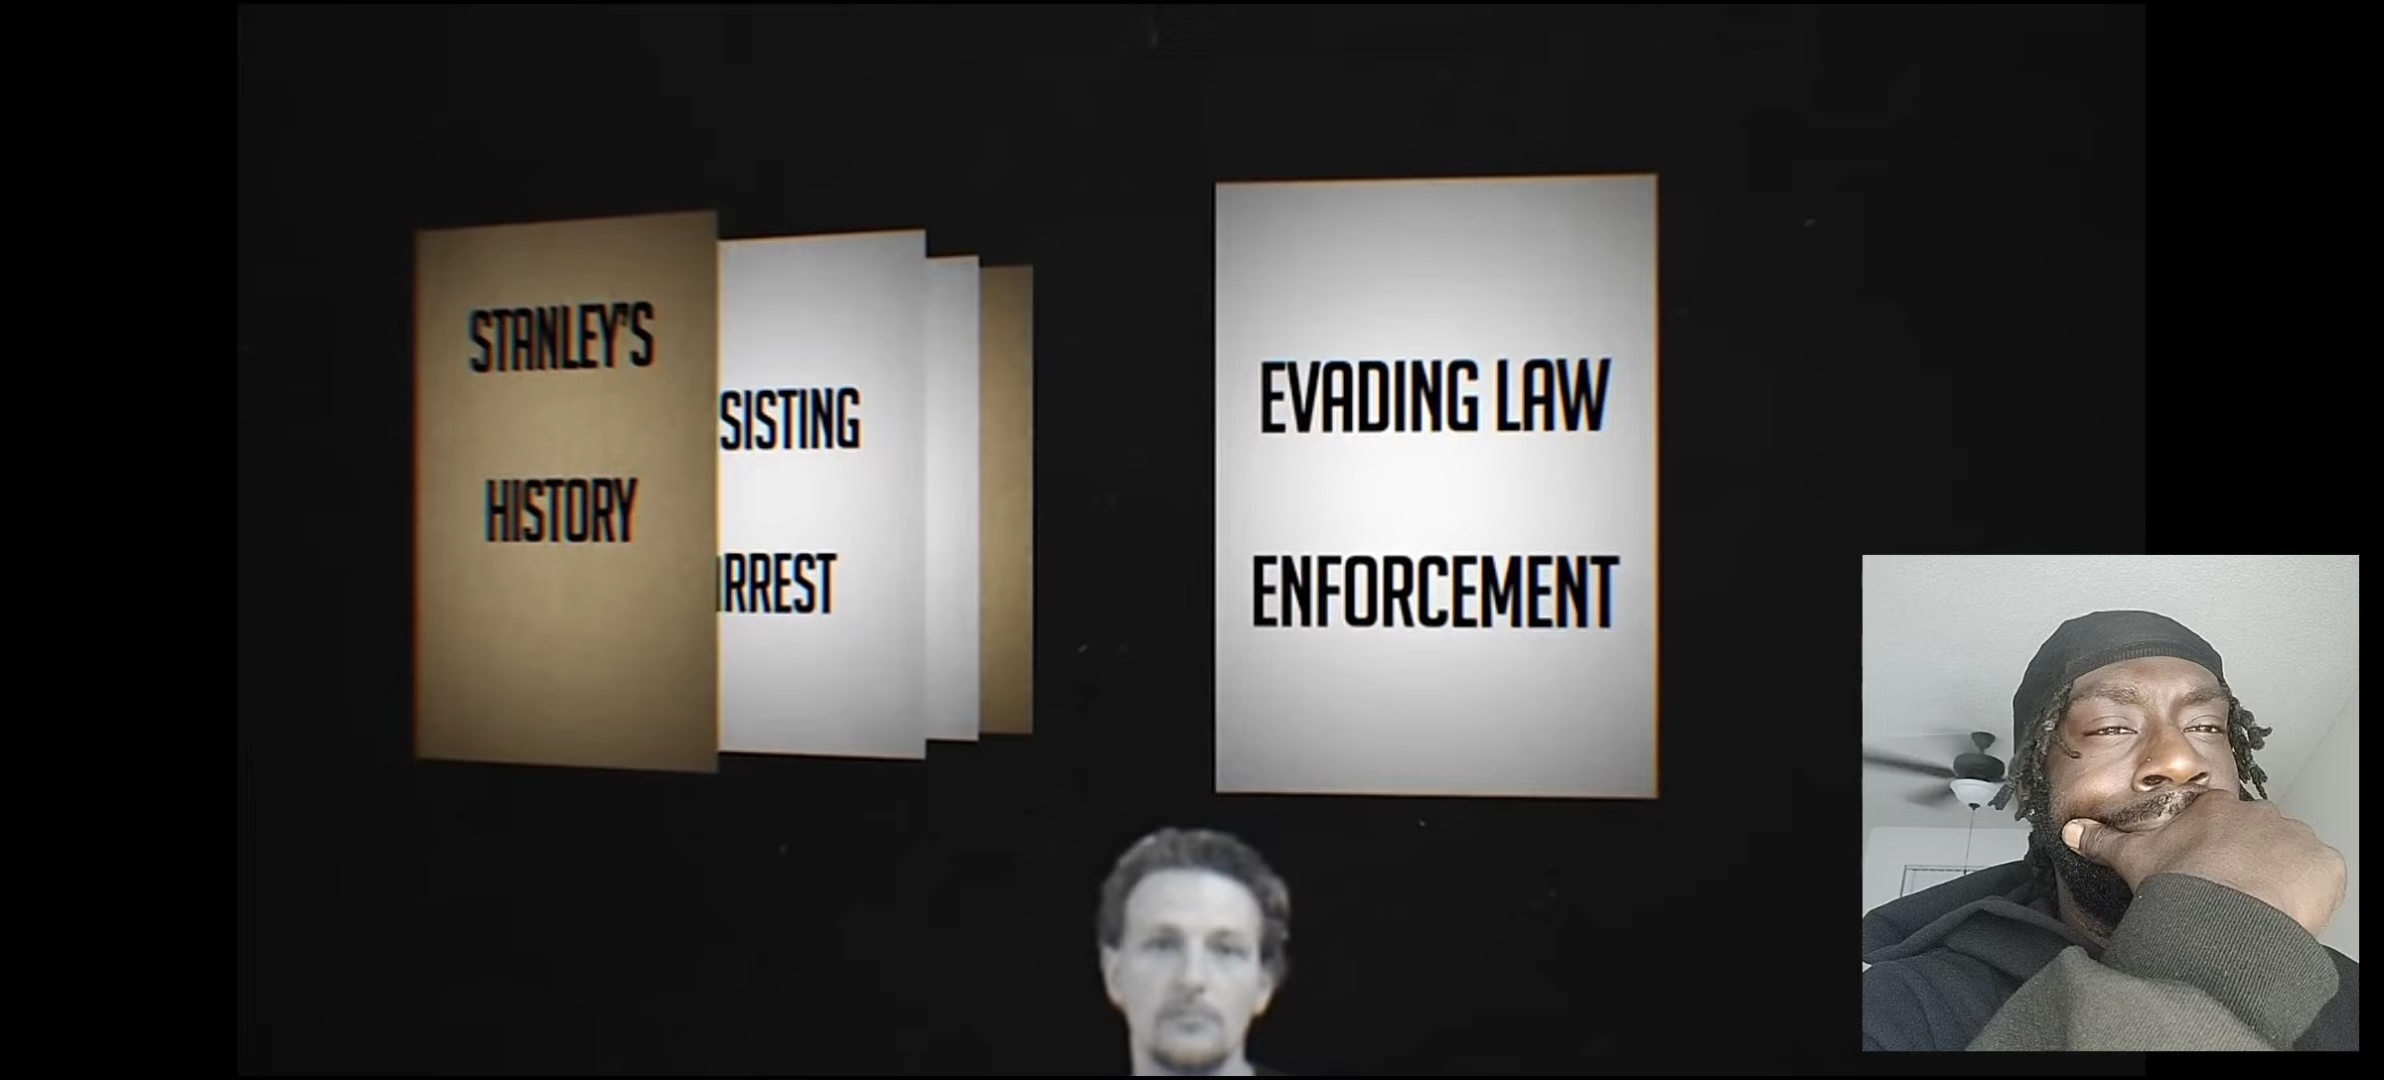 STANLEY'S
HISTORY
SISTING
RREST
EVADING LAW
ENFORCEMENT